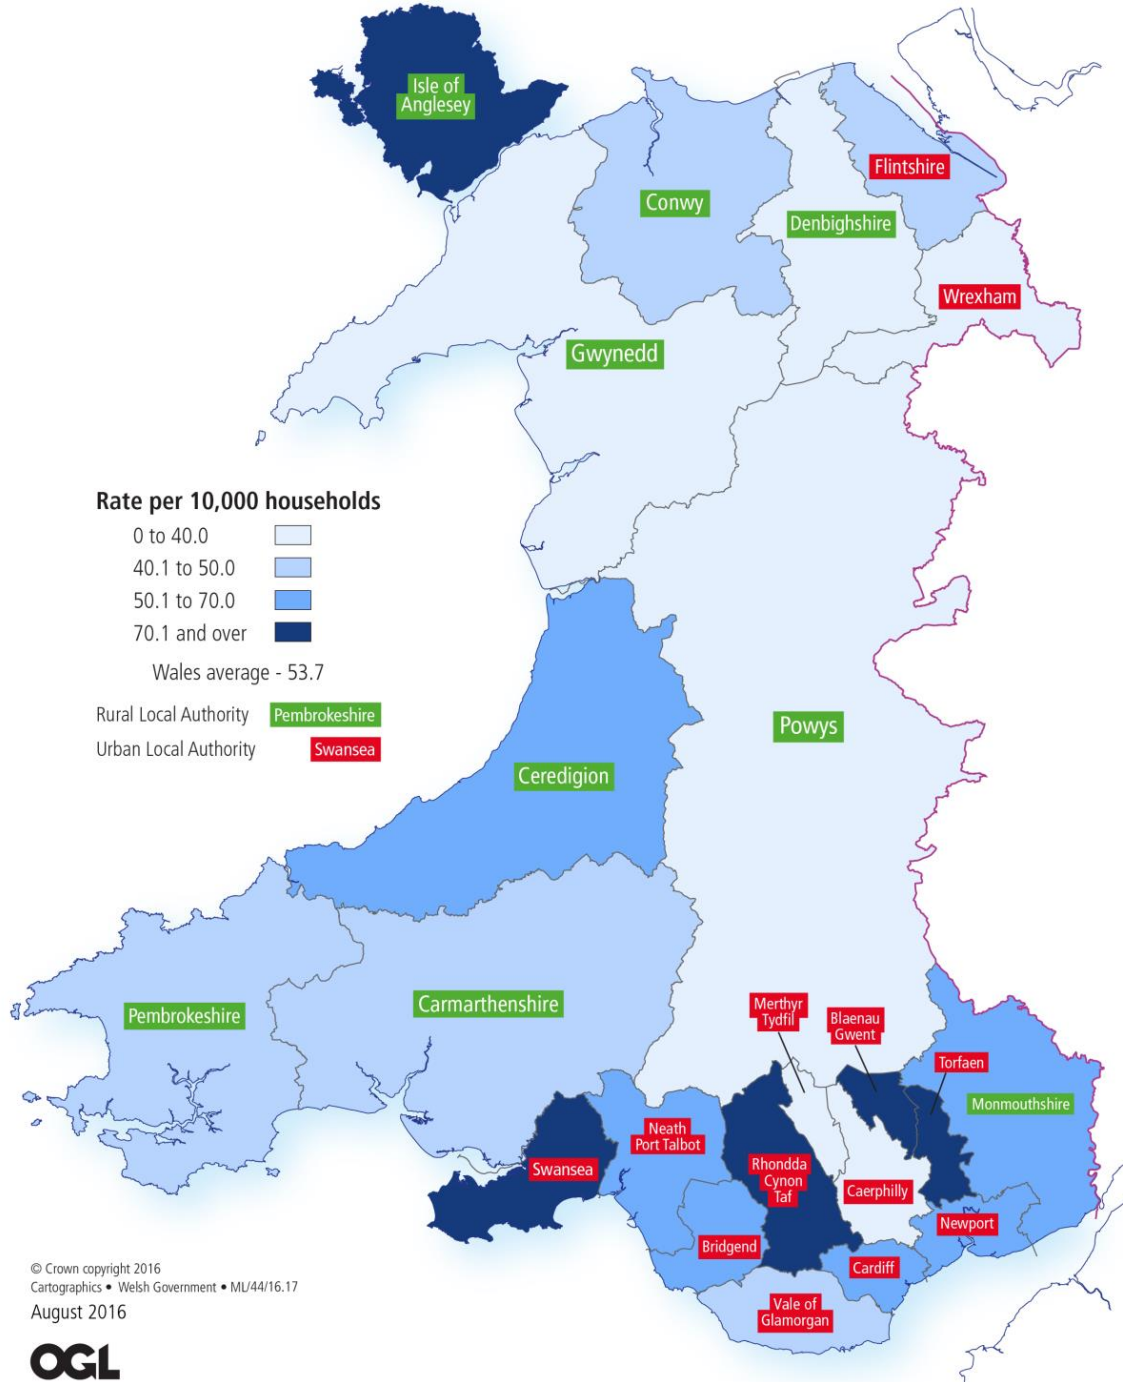 Isle of
Anglesey
Flintshire
Conwy
Denbighshire
Wrexham
Gwynedd
Rate per 10,000 households
0 to 40.0
40.1 to 50.0
50.1 to 70.0
70.1 and over
Wales average - 53.7
Rural Local Authority Pembrokeshire
Urban Local Authority Swansea
Powys
Ceredigion
Carmarthenshire
Pembrokeshire
Merthyr
Tydfil
Blaenau
Gwent
Torfaen
Monmouthshire
Neath
Port Talbot
Swansea
Rhondda
Cynon
Taf
Caerphilly
Newport
Bridgend
Cardiff
Vale of
Glamorgan
© Crown copyright 2016
Cartographics • Welsh Government • ML/44/16.17
August 2016
OGL